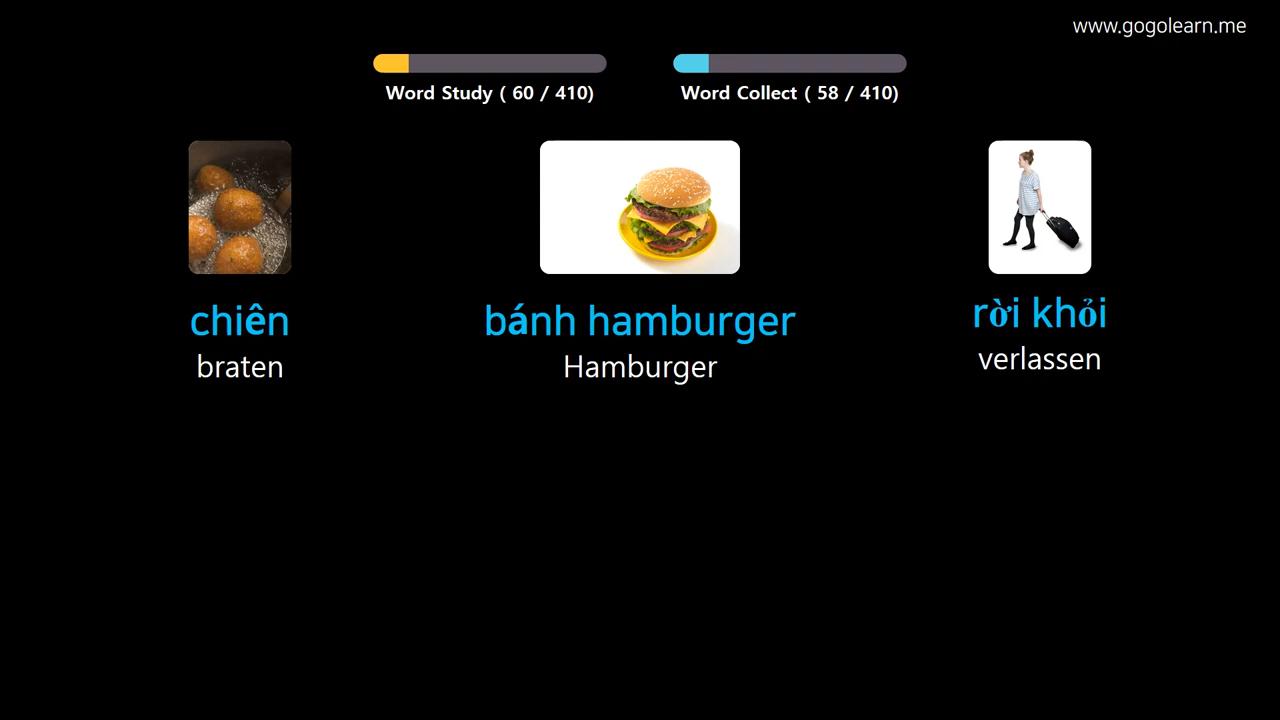 www.gogolearn.me
Word Study ( 60 / 410)
Word Collect ( 58 / 410)
chiên
braten
bánh hamburger
Hamburger
rời khỏi
verlassen